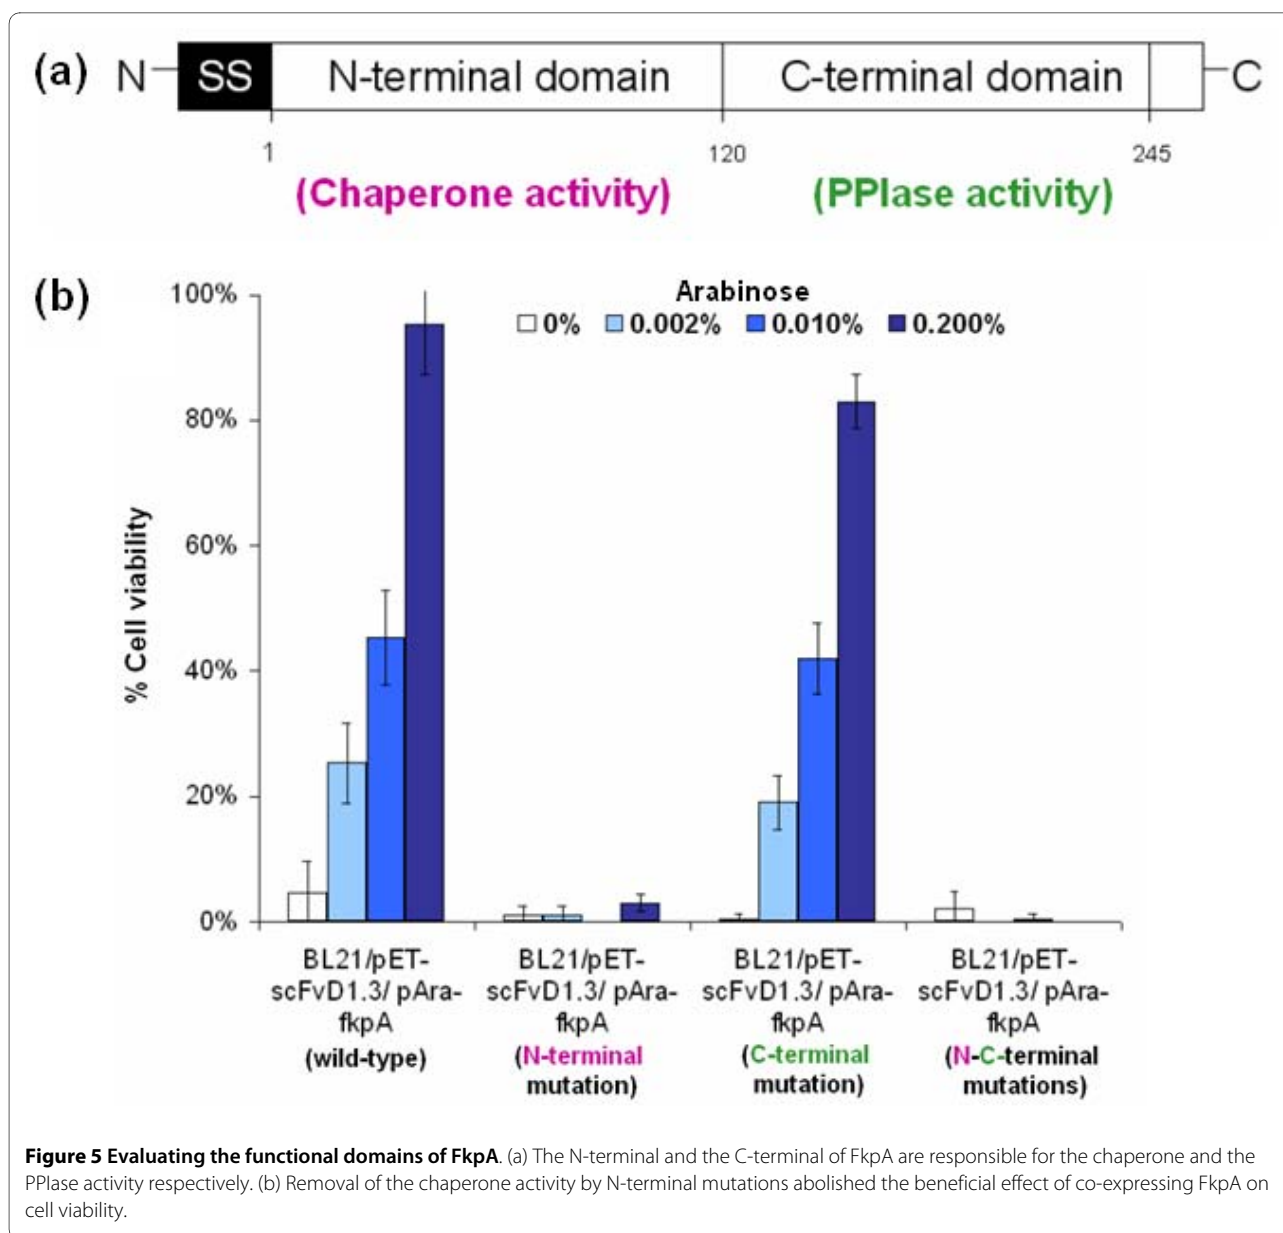 (a) N SS N-terminal domain C-terminal domain C
1 120 245
(Chaperone activity) (PPIase activity)
(b)
Arabinose
0% 0.002% 0.010% 0.200%
100%
80%
60%
40%
20%
0%
% Cell viability
BL21/pET-
scFvD1.3/ pAra-
fkpA
(wild-type)
BL21/pET-
scFvD1.3/ pAra-
fkpA
(N-terminal
mutation)
BL21/pET-
scFvD1.3/ pAra-
fkpA
(C-terminal
mutation)
BL21/pET-
scFvD1.3/ pAra-
fkpA
(N-C-terminal
mutations)
Figure 5 Evaluating the functional domains of FkpA. (a) The N-terminal and the C-terminal of FkpA are responsible for the chaperone and the
PPIase activity respectively. (b) Removal of the chaperone activity by N-terminal mutations abolished the beneficial effect of co-expressing FkpA on
cell viability.